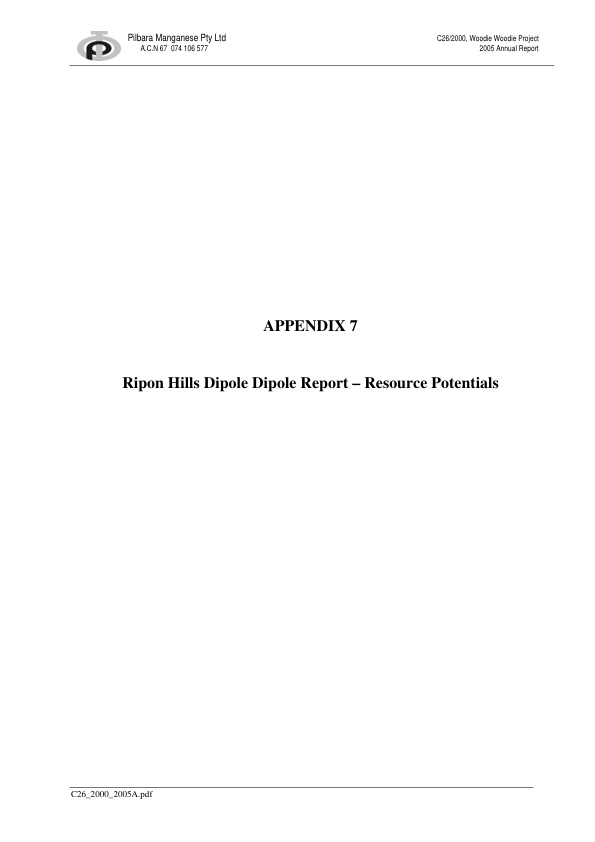 Pilbara Manganese Pty Ltd
A.C.N 67 074 106 577
C26/2000, Woodie Woodie Project
2005 Annual Report
APPENDIX 7
Ripon Hills Dipole Dipole Report – Resource Potentials
C26_2000_2005A.pdf